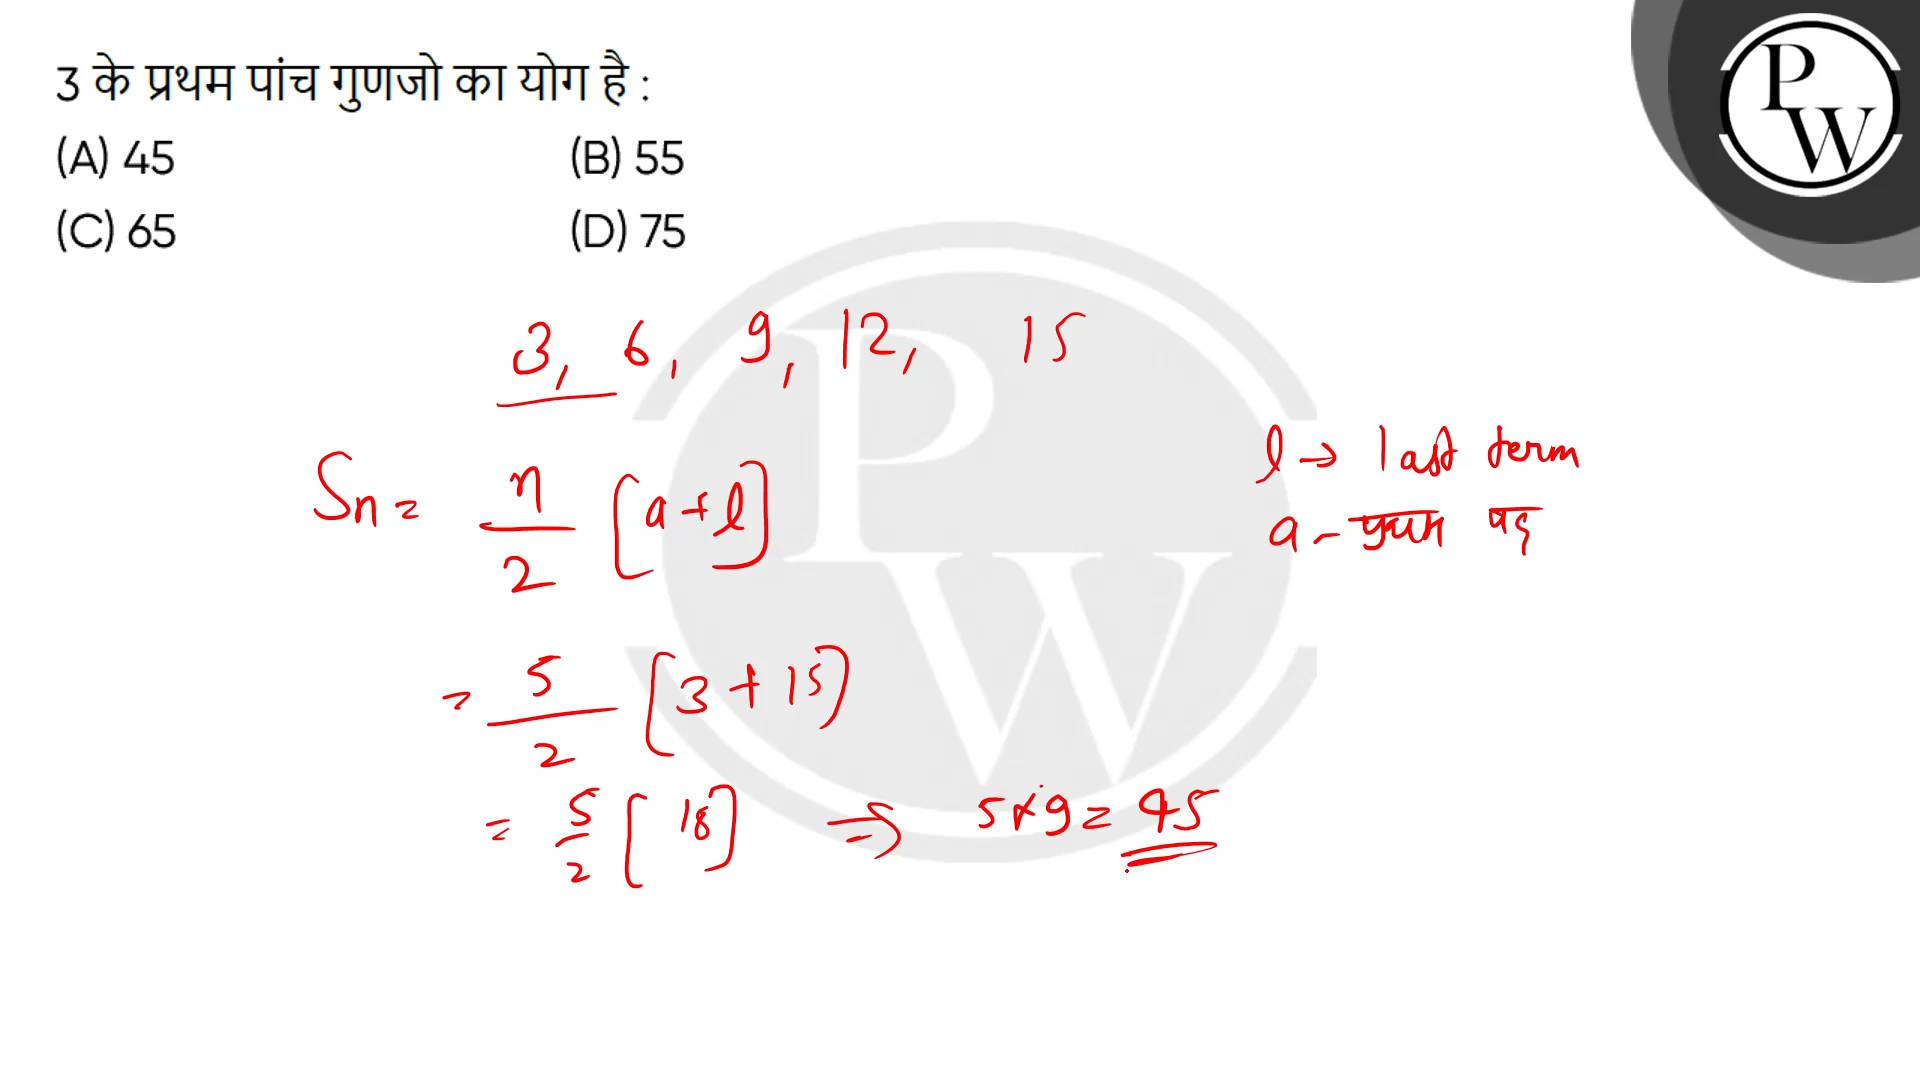 3 के प्रथम पांच गुणजो का योग है :
(A) 45 (B) 55
(C) 65 (D) 75
3, 6, 9, 12, 15
Sn = n/2 [a+l]
l → last term
a - प्रथम पद
= 5/2 [3+15)
= 5/2 [18] ⇒ 5×9 = 45
PW